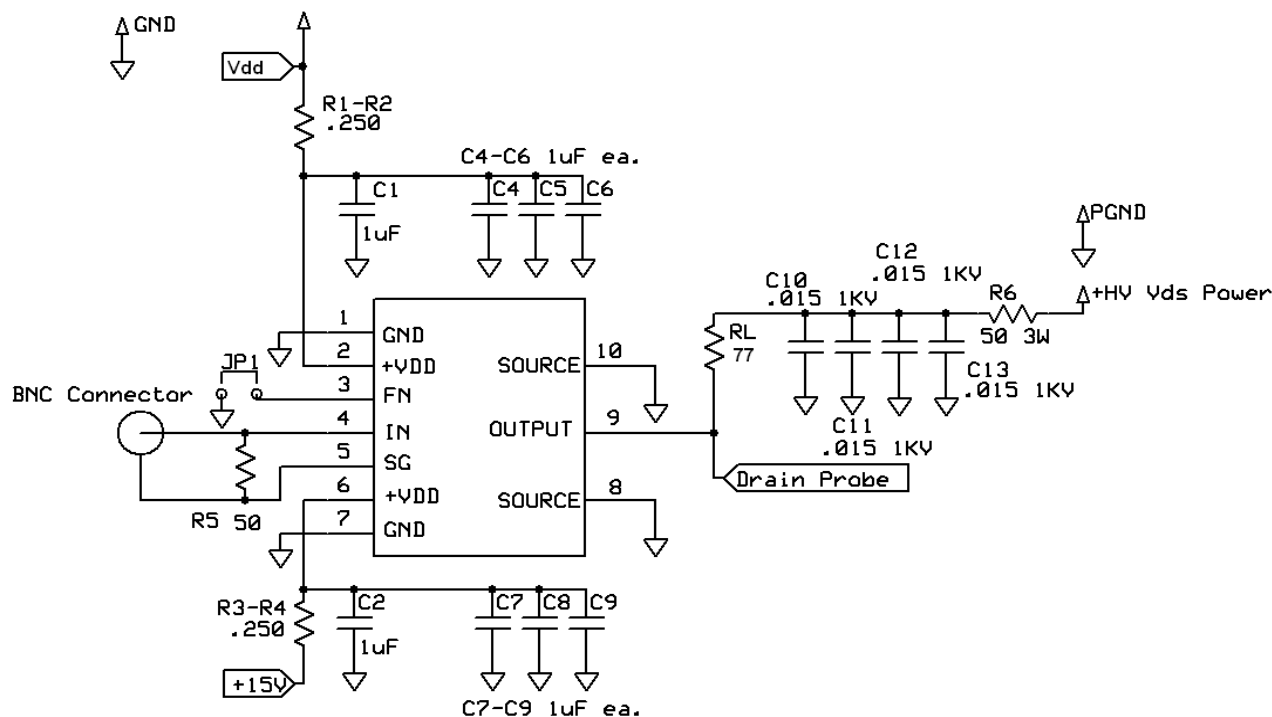 GND
Vdd
R1-R2
.250
C4-C6 1uF ea.
C1
1uF
C4
C5
C6
PGND
C12
.015 1KV
C10
.015 1KV
R6
50 3W
+HV Vds Power
RL
77
C13
.015 1KV
C11
.015 1KV
1
GND
2
+VDD
JP1
3
FN
BNC Connector
4
IN
5
SG
6
+VDD
R5 50
7
GND
SOURCE
10
OUTPUT
9
SOURCE
8
Drain Probe
R3-R4
.250
C2
1uF
C7
C8
C9
+15V
C7-C9 1uF ea.